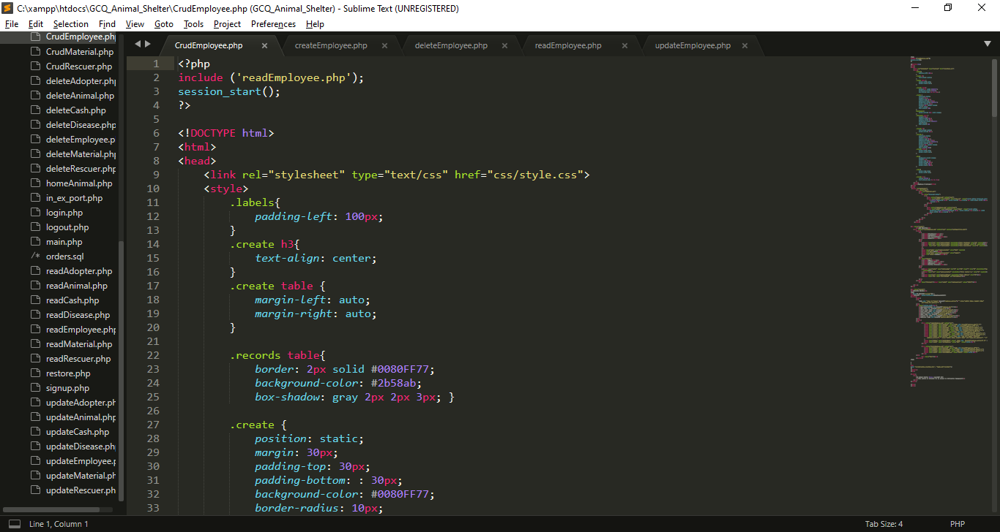 C:\xampp\htdocs\GCQ_Animal_Shelter\CrudEmployee.php (GCQ_Animal_Shelter) - Sublime Text (UNREGISTERED)
File Edit Selection Find View Goto Tools Project Preferences Help
CrudEmployee.ph
CrudMaterial.php
CrudRescuer.php
deleteAdopter.php
deleteAnimal.php
deleteCash.php
deleteDisease.php
deleteEmployee.p
deleteMaterial.php
deleteRescuer.php
homeAnimal.php
in_ex_port.php
login.php
logout.php
main.php
/* orders.sql
readAdopter.php
readAnimal.php
readCash.php
readDisease.php
readEmployee.php
readMaterial.php
readRescuer.php
restore.php
signup.php
updateAdopter.ph
updateAnimal.php
updateCash.php
updateDisease.ph
updateEmployee.p
updateMaterial.ph
updateRescuer.ph
CrudEmployee.php createEmployee.php deleteEmployee.php readEmployee.php updateEmployee.php
1 <?php
2 include ('readEmployee.php');
3 session_start();
4 ?>
5
6 <!DOCTYPE html>
7 <html>
8 <head>
9 <link rel="stylesheet" type="text/css" href="css/style.css">
10 <style>
11 .labels{
12 padding-left: 100px;
13 }
14 .create h3{
15 text-align: center;
16 }
17 .create table {
18 margin-left: auto;
19 margin-right: auto;
20 }
21
22 .records table{
23 border: 2px solid #0080FF77;
24 background-color: #2b58ab;
25 box-shadow: gray 2px 2px 3px; }
26
27 .create {
28 position: static;
29 margin: 30px;
30 padding-top: 30px;
31 padding-bottom: : 30px;
32 background-color: #0080FF77;
33 border-radius: 10px;
Line 1, Column 1 Tab Size: 4 PHP